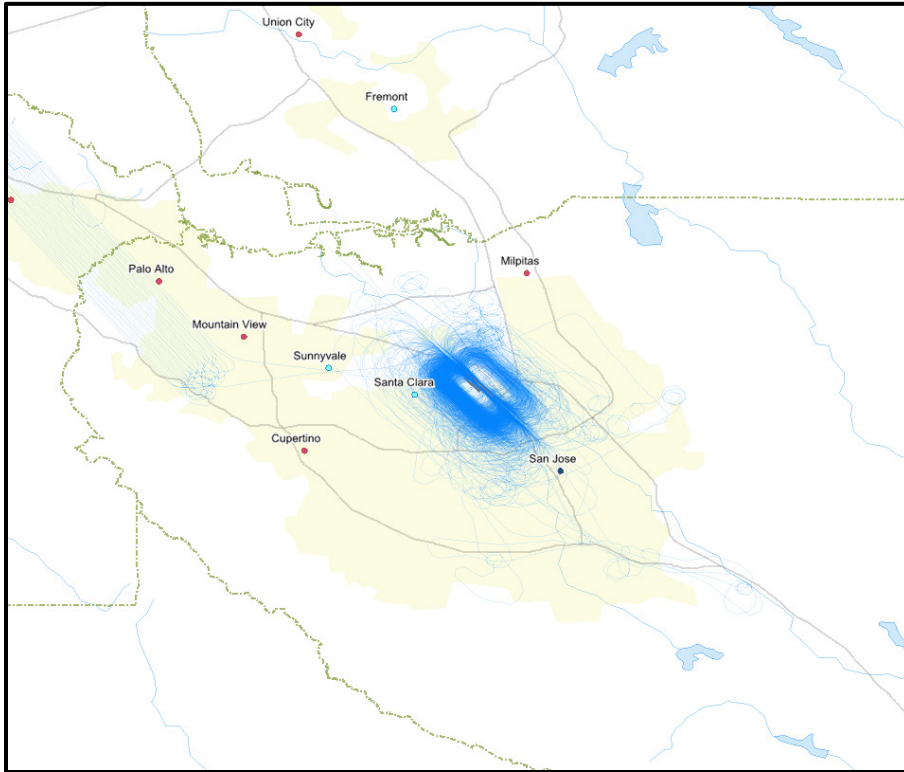 Union City
Fremont
Milpitas
Palo Alto
Mountain View
Sunnyvale
Santa Clara
Cupertino
San Jose